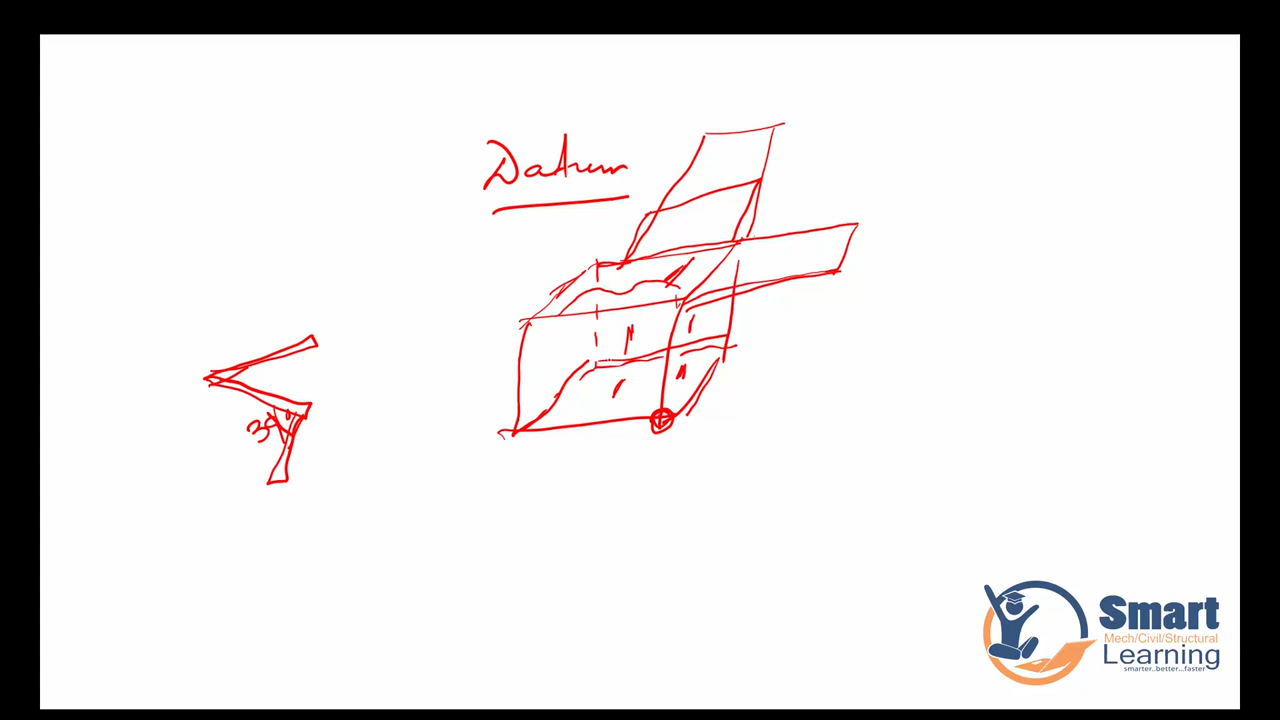 Datum
Smart
Mech/Civil/Structural
Learning
smarter..better...faster